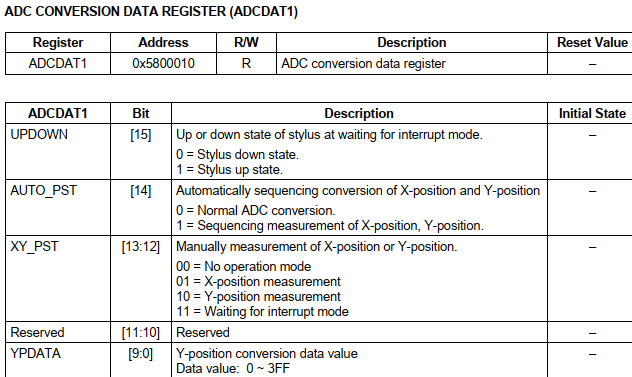 ADC CONVERSION DATA REGISTER (ADCDAT1)
Register Address R/W Description Reset Value
ADCDAT1 0x5800010 R ADC conversion data register –
ADCDAT1 Bit Description Initial State
UPDOWN [15] Up or down state of stylus at waiting for interrupt mode. –
0 = Stylus down state.
1 = Stylus up state.
AUTO_PST [14] Automatically sequencing conversion of X-position and Y-position –
0 = Normal ADC conversion.
1 = Sequencing measurement of X-position, Y-position.
XY_PST [13:12] Manually measurement of X-position or Y-position. –
00 = No operation mode
01 = X-position measurement
10 = Y-position measurement
11 = Waiting for interrupt mode
Reserved [11:10] Reserved –
YPDATA [9:0] Y-position conversion data value –
Data value: 0 ~ 3FF